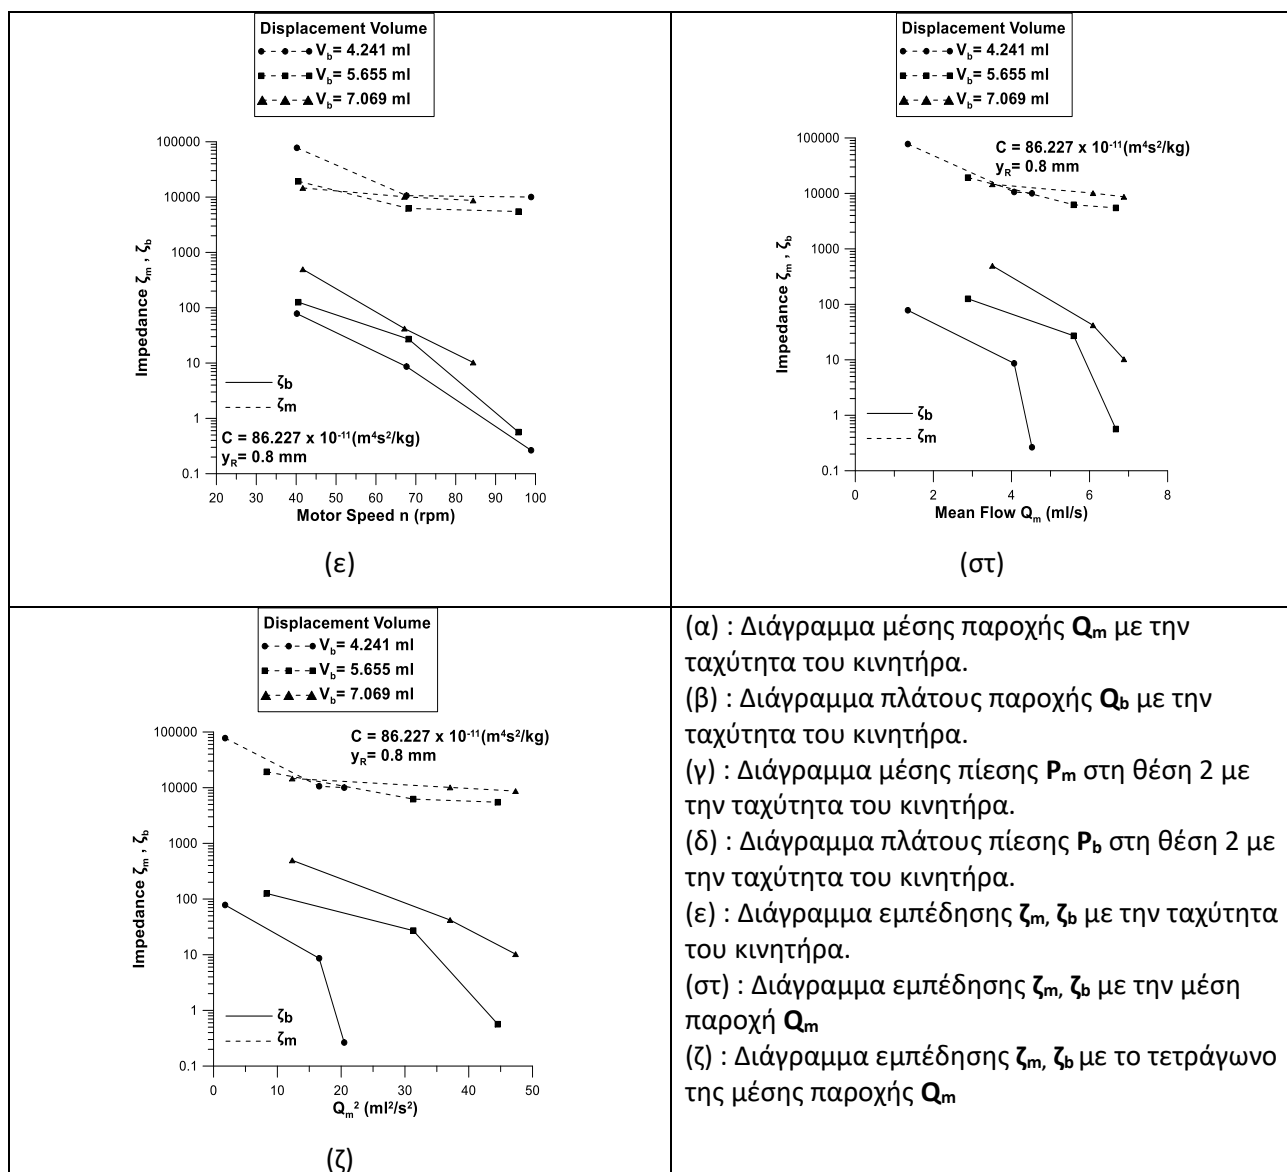 Displacement Volume
V_b= 4.241 ml
V_b= 5.655 ml
V_b= 7.069 ml
100000
10000
1000
100
10
1
0.1
Impedance ζ_m , ζ_b
ζ_b
ζ_m
C = 86.227 x 10^-11(m^4s^2/kg)
y_R= 0.8 mm
20 30 40 50 60 70 80 90 100
Motor Speed n (rpm)
(ε)
Displacement Volume
V_b= 4.241 ml
V_b= 5.655 ml
V_b= 7.069 ml
C = 86.227 x 10^-11(m^4s^2/kg)
y_R= 0.8 mm
100000
10000
1000
100
10
1
0.1
Impedance ζ_m , ζ_b
ζ_b
ζ_m
0 2 4 6 8
Mean Flow Q_m (ml/s)
(στ)
Displacement Volume
V_b= 4.241 ml
V_b= 5.655 ml
V_b= 7.069 ml
C = 86.227 x 10^-11(m^4s^2/kg)
y_R= 0.8 mm
100000
10000
1000
100
10
1
0.1
Impedance ζ_m , ζ_b
ζ_b
ζ_m
0 10 20 30 40 50
Q_m^2 (ml^2/s^2)
(ζ)
(α) : Διάγραμμα μέσης παροχής Q_m με την
ταχύτητα του κινητήρα.
(β) : Διάγραμμα πλάτους παροχής Q_b με την
ταχύτητα του κινητήρα.
(γ) : Διάγραμμα μέσης πίεσης P_m στη θέση 2 με
την ταχύτητα του κινητήρα.
(δ) : Διάγραμμα πλάτους πίεσης P_b στη θέση 2 με
την ταχύτητα του κινητήρα.
(ε) : Διάγραμμα εμπέδησης ζ_m, ζ_b με την ταχύτητα
του κινητήρα.
(στ) : Διάγραμμα εμπέδησης ζ_m, ζ_b με την μέση
παροχή Q_m
(ζ) : Διάγραμμα εμπέδησης ζ_m, ζ_b με το τετράγωνο
της μέσης παροχής Q_m